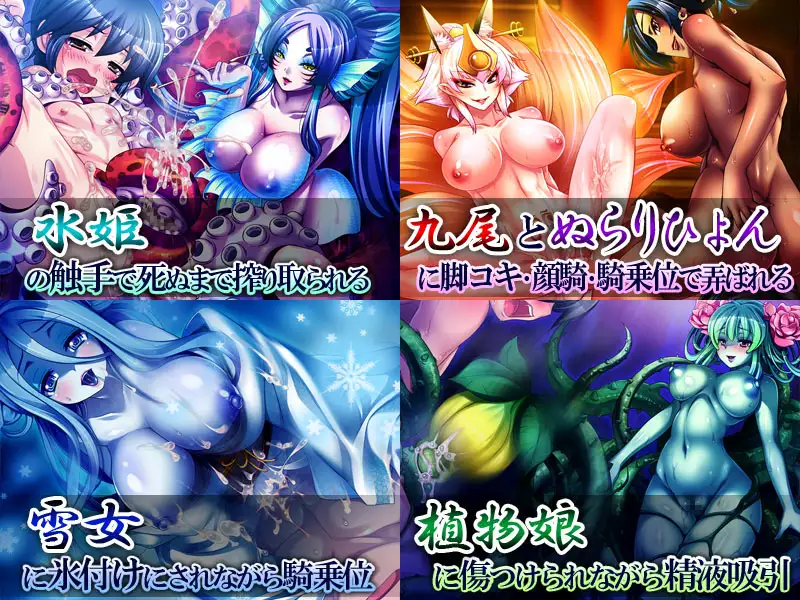 水姫
の触手で死ぬまで搾り取られる
九尾とぬらりひょん
に脚コキ・顔騎・騎乗位で弄ばれる
雪女
に氷付けにされながら騎乗位
植物娘
に傷つけられながら精液吸引